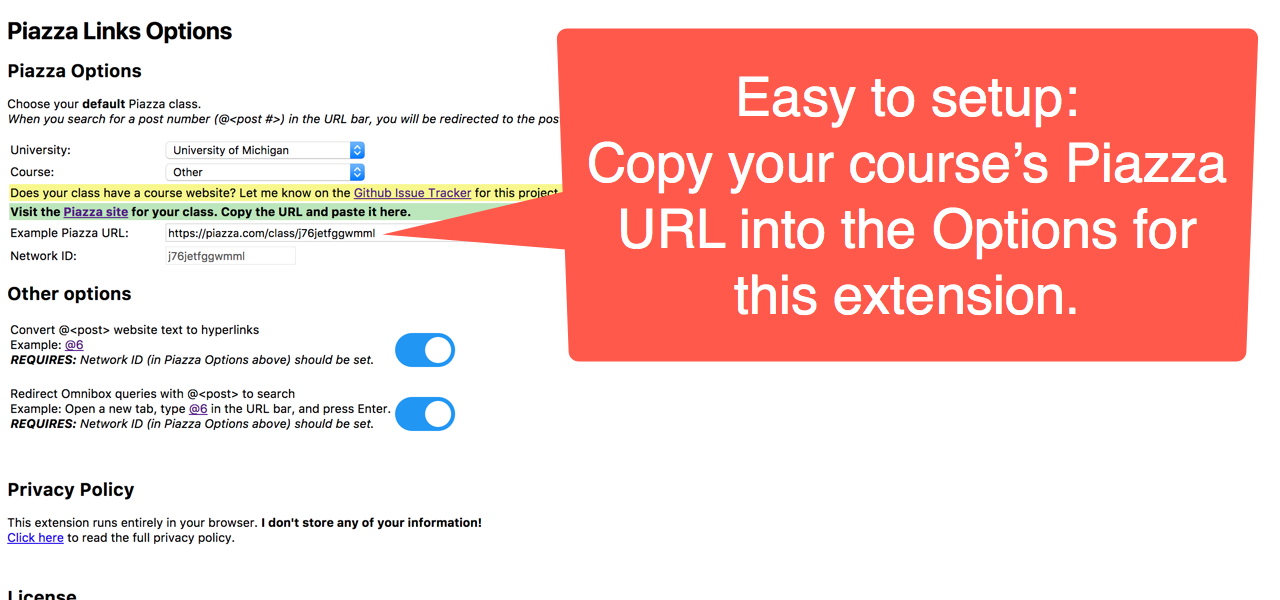 Piazza Links Options
Piazza Options
Choose your default Piazza class.
When you search for a post number (@<post #>) in the URL bar, you will be redirected to the pos
University: University of Michigan
Course: Other
Does your class have a course website? Let me know on the Github Issue Tracker for this project
Visit the Piazza site for your class. Copy the URL and paste it here.
Example Piazza URL: https://piazza.com/class/j76jetfggwmml
Network ID: j76jetfggwmml
Other options
Convert @<post> website text to hyperlinks
Example: @6
REQUIRES: Network ID (in Piazza Options above) should be set.
Redirect Omnibox queries with @<post> to search
Example: Open a new tab, type @6 in the URL bar, and press Enter.
REQUIRES: Network ID (in Piazza Options above) should be set.
Privacy Policy
This extension runs entirely in your browser. I don't store any of your information!
Click here to read the full privacy policy.
License
Easy to setup:
Copy your course’s Piazza
URL into the Options for
this extension.